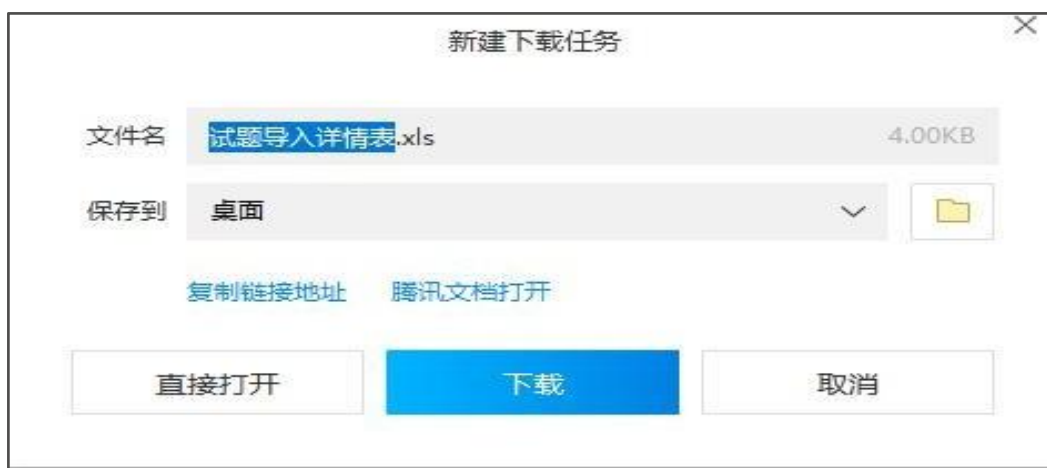 新建下载任务
文件名 试题导入详情表.xls 4.00KB
保存到 桌面
复制链接地址 腾讯文档打开
直接打开 下载 取消